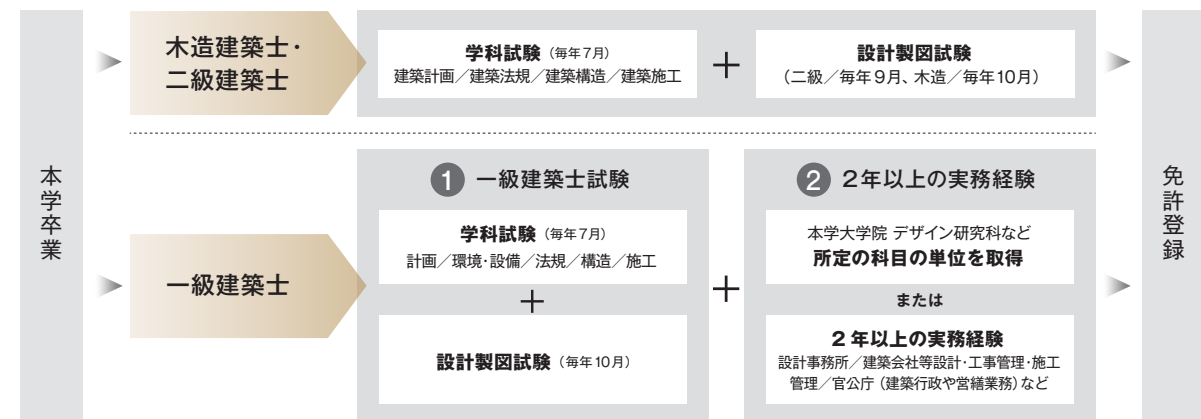 本学卒業
木造建築士・
二級建築士
学科試験（毎年7月）
建築計画／建築法規／建築構造／建築施工
＋
設計製図試験
（二級／毎年9月、木造／毎年10月）
一級建築士
1 一級建築士試験
学科試験（毎年7月）
計画／環境・設備／法規／構造／施工
＋
設計製図試験（毎年10月）
＋
2 2年以上の実務経験
本学大学院 デザイン研究科など
所定の科目の単位を取得
または
2年以上の実務経験
設計事務所／建築会社等設計・工事管理・施工
管理／官公庁（建築行政や営繕業務）など
免許登録